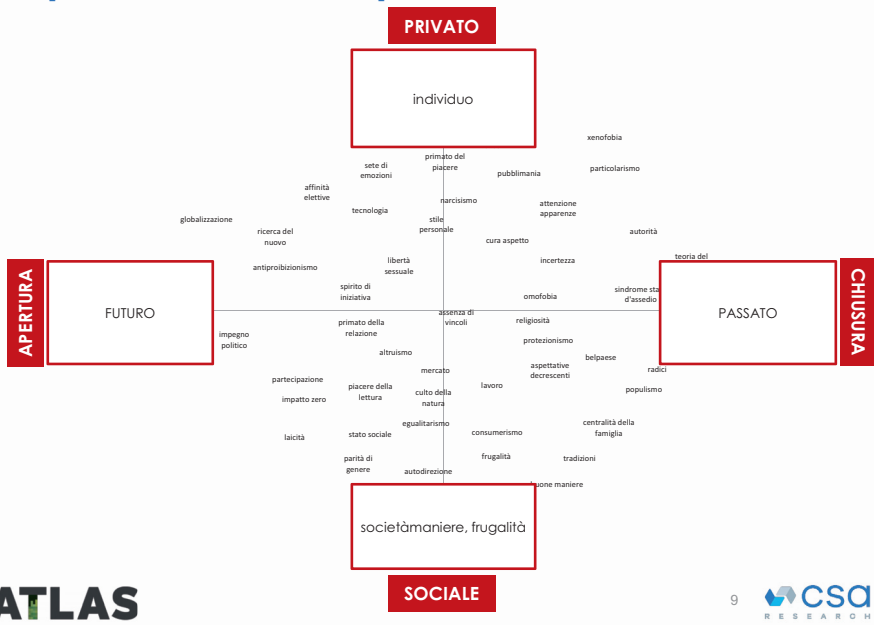 PRIVATO
individuo
xenofobia
primato del
piacere
sete di
emozioni
pubblimania
particolarismo
affinità
elettive
narcisismo
attenzione
apparenze
tecnologia
globalizzazione
stile
personale
ricerca del
nuovo
autorità
cura aspetto
teoria del
libertà
sessuale
incertezza
antiproibizionismo
spirito di
iniziativa
sindrome sta
d'assedio
omofobia
APERTURA
FUTURO
PASSATO
CHIUSURA
assenza di
vincoli
primato della
relazione
religiosità
impegno
politico
protezionismo
altruismo
belpaese
mercato
aspettative
decrescenti
radici
partecipazione
piacere della
lettura
lavoro
populismo
impatto zero
culto della
natura
egualitarismo
centralità della
famiglia
laicità
stato sociale
consumerismo
parità di
genere
frugalità
tradizioni
autodirezione
uone maniere
societàmaniere, frugalità
SOCIALE
ATLAS
9
csa
RESEARCH